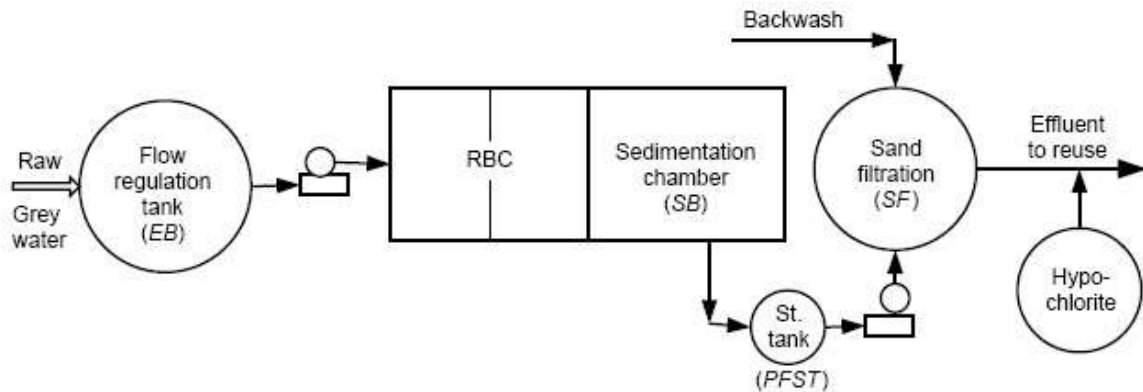 Backwash
Raw
Grey
water
Flow
regulation
tank
(EB)
RBC
Sedimentation
chamber
(SB)
Sand
filtration
(SF)
Effluent
to reuse
St.
tank
(PFST)
Hypo-
chlorite